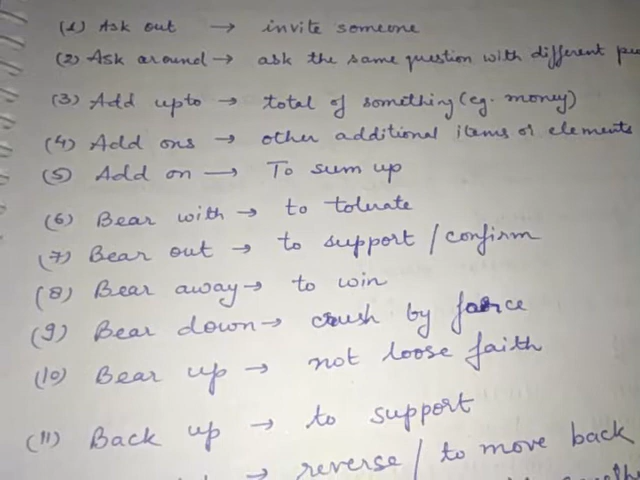 (1) Ask out → invite someone
(2) Ask around → ask the same question with different
(3) Add upto → total of something (eg. money)
(4) Add ons → other additional items or elements
(5) Add on → To sum up
(6) Bear with → to tolerate
(7) Bear out → to support / confirm
(8) Bear away → to win
(9) Bear down → crush by force
(10) Bear up → not loose faith
(11) Back up → to support
→ reverse / to move back